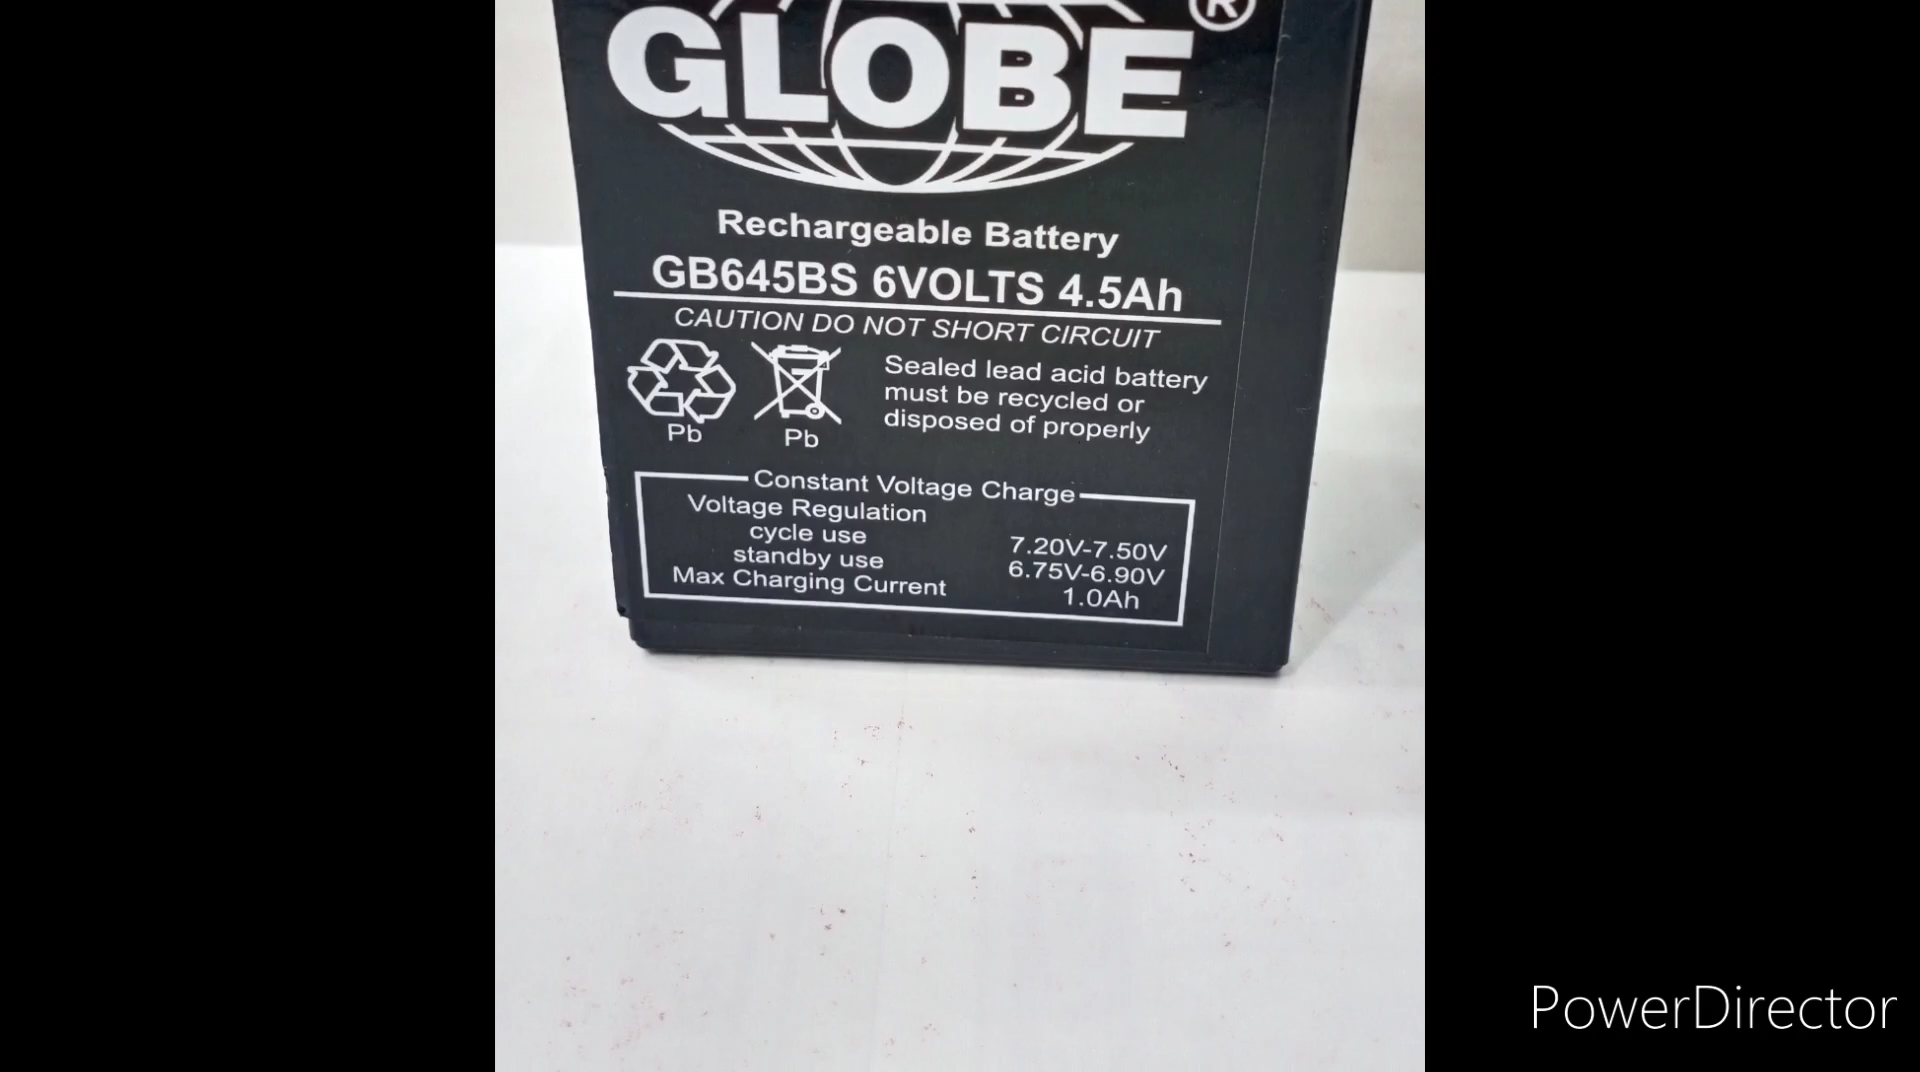 GLOBE®
Rechargeable Battery
GB645BS 6VOLTS 4.5Ah
CAUTION DO NOT SHORT CIRCUIT
Sealed lead acid battery
must be recycled or
disposed of properly
Pb Pb
Constant Voltage Charge
Voltage Regulation
cycle use 7.20V-7.50V
standby use 6.75V-6.90V
Max Charging Current 1.0Ah
PowerDirector